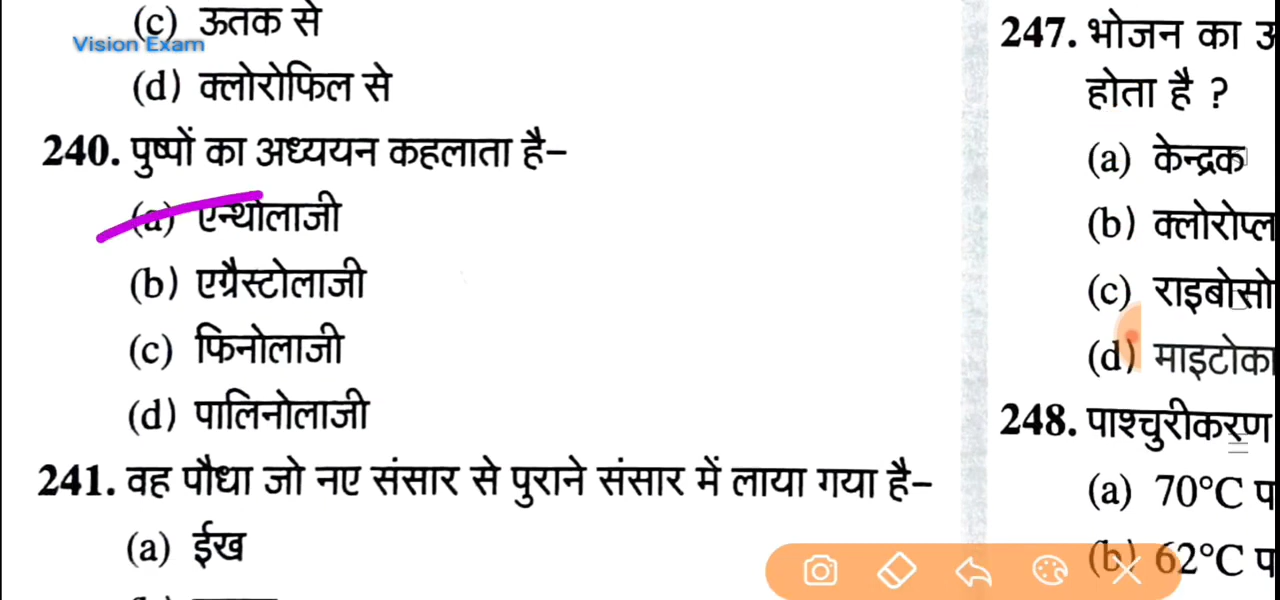 (c) ऊतक से
Vision Exam
(d) क्लोरोफिल से
240. पुष्पों का अध्ययन कहलाता है–
(a) एन्थोलाजी
(b) एग्रैस्टोलाजी
(c) फिनोलाजी
(d) पालिनोलाजी
241. वह पौधा जो नए संसार से पुराने संसार में लाया गया है–
(a) ईख
247. भोजन का
होता है ?
(a) केन्द्रक
(b) क्लोरोप्ल
(c) राइबोसो
(d) माइटोका
248. पाश्चुरीकरण
(a) 70°C प
(b) 62°C प